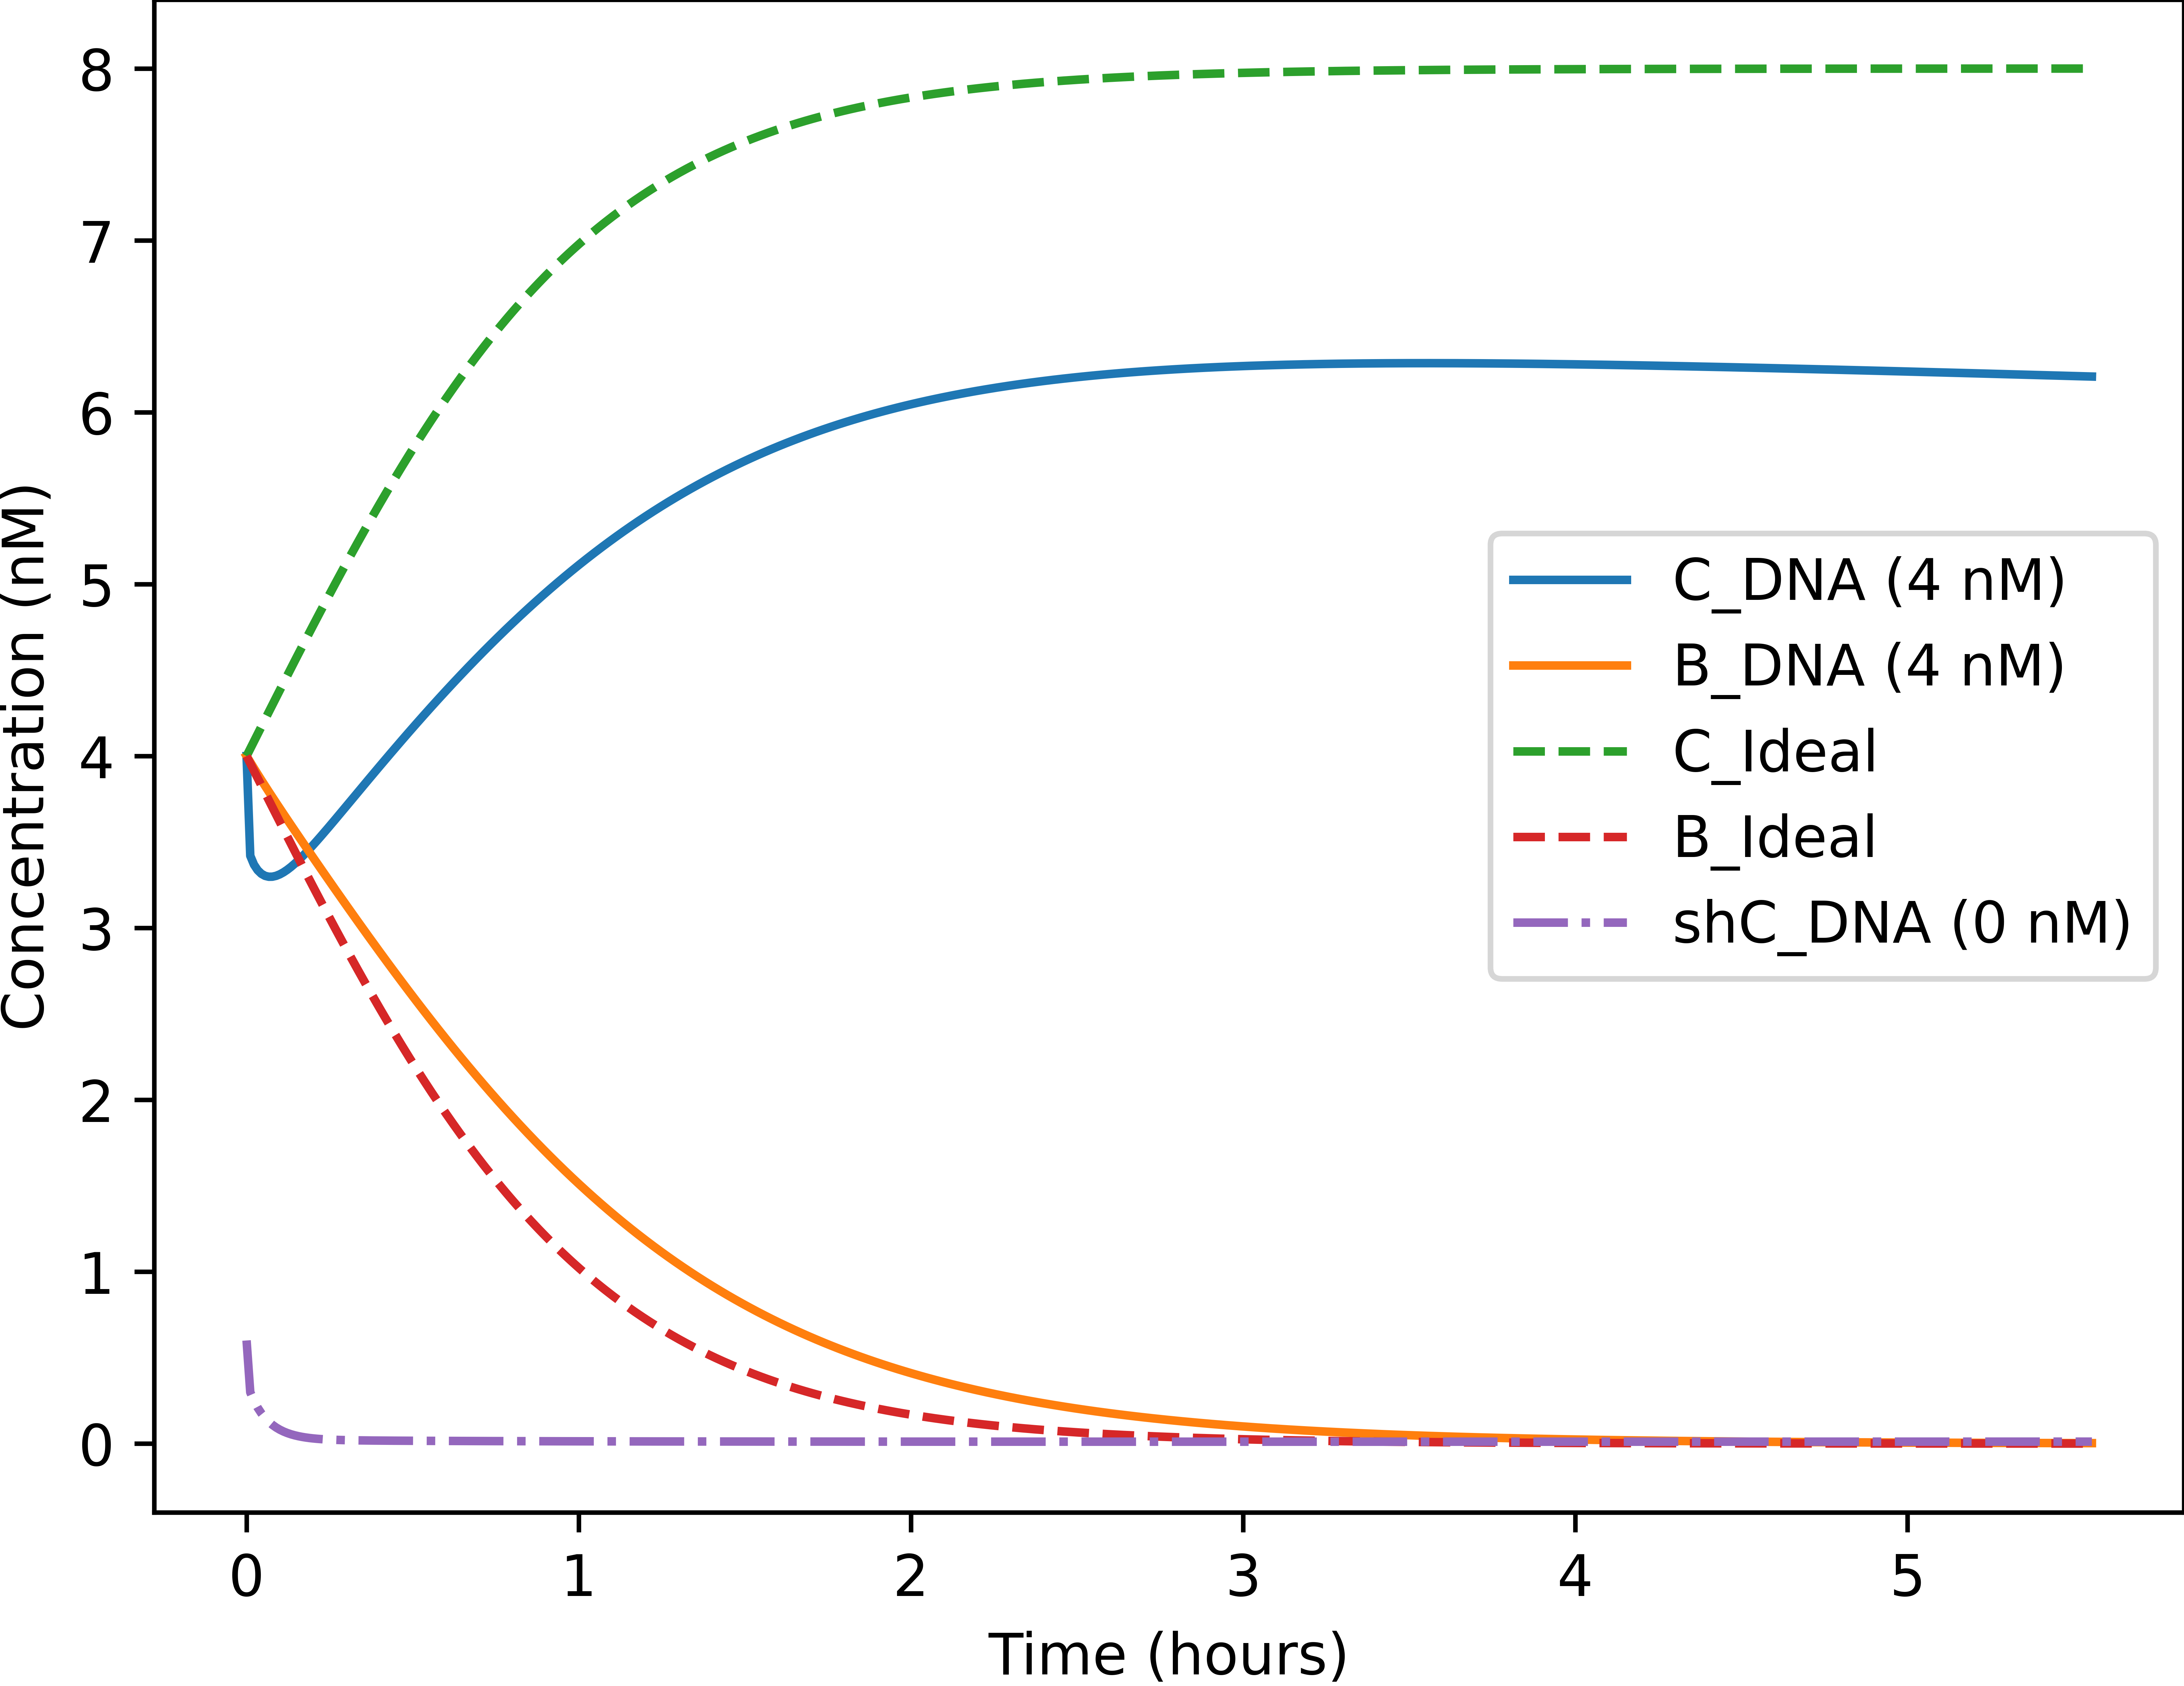 8
7
6
5
4
3
2
1
0
Concentration (nM)
C_DNA (4 nM)
B_DNA (4 nM)
C_Ideal
B_Ideal
shC_DNA (0 nM)
0 1 2 3 4 5
Time (hours)